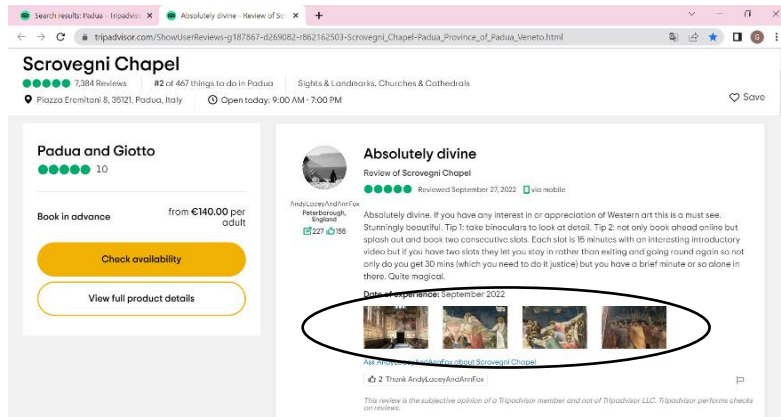 Search results: Padua - Tripadvis
Absolutely divine - Review of Scr
tripadvisor.com/ShowUserReviews-g187867-d269082-r862162503-Scrovegni_Chapel-Padua_Province_of_Padua_Veneto.html
G
Scrovegni Chapel
7,384 Reviews #2 of 467 things to do in Padua Sights & Landmarks, Churches & Cathedrals
Piazza Eremitani 8, 35121, Padua, Italy Open today: 9:00 AM - 7:00 PM
Save
Padua and Giotto
10
Book in advance
from €140.00 per
adult
Check availability
View full product details
AndyLaceyAndAnnFox
Peterborough,
England
227 156
Absolutely divine
Review of Scrovegni Chapel
Reviewed September 27, 2022 via mobile
Absolutely divine. If you have any interest in or appreciation of Western art this is a must see.
Stunningly beautiful. Tip 1: take binoculars to look at detail. Tip 2: not only book ahead online but
splash out and book two consecutive slots. Each slot is 15 minutes with an interesting introductory
video but if you have two slots they let you stay in rather than exiting and going round again so not
only do you get 30 mins (which you need to do it justice) but you have a brief minute or so alone in
there. Quite magical.
Date of experience: September 2022
Ask AndyLaceyAndAnnFox about Scrovegni Chapel
2 Thank AndyLaceyAndAnnFox
This review is the subjective opinion of a Tripadvisor member and not of Tripadvisor LLC. Tripadvisor performs checks
on reviews.